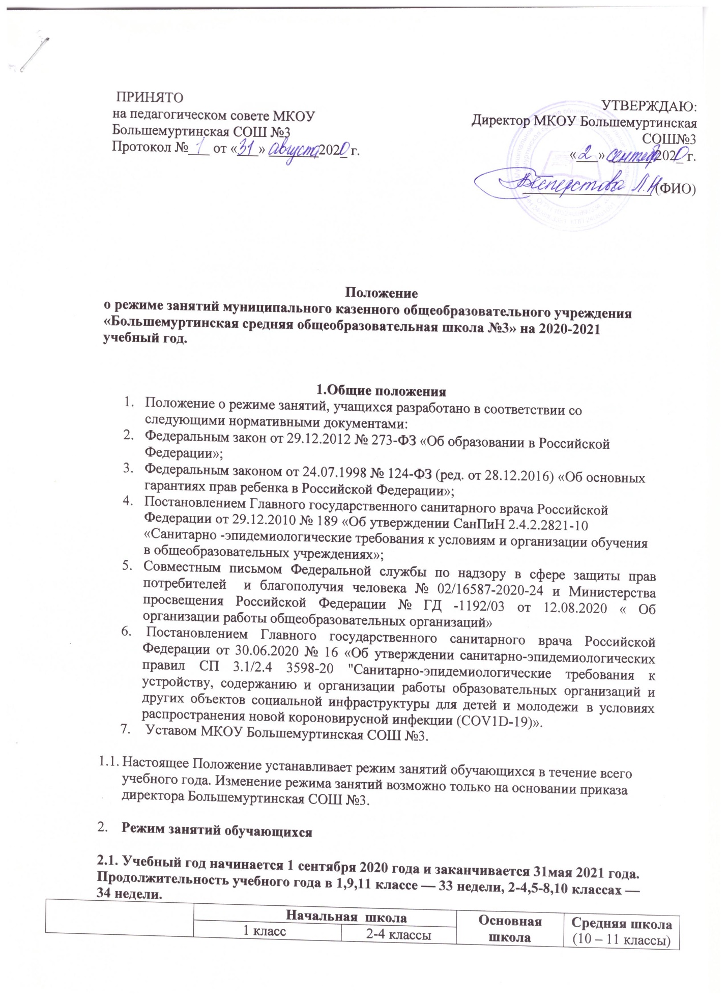 ПРИНЯТО
на педагогическом совете МКОУ
Большемуртинская СОШ №3
Протокол № 1 от «31» августа 2020 г.
УТВЕРЖДАЮ:
Директор МКОУ Большемуртинская
СОШ№3
«2» сентябр 2020 г.
Бесперстова Л.Н. (ФИО)
Положение
о режиме занятий муниципального казенного общеобразовательного учреждения
«Большемуртинская средняя общеобразовательная школа №3» на 2020-2021
учебный год.
1.Общие положения
1. Положение о режиме занятий, учащихся разработано в соответствии со
следующими нормативными документами:
2. Федеральным закон от 29.12.2012 № 273-ФЗ «Об образовании в Российской
Федерации»;
3. Федеральным законом от 24.07.1998 № 124-ФЗ (ред. от 28.12.2016) «Об основных
гарантиях прав ребенка в Российской Федерации»;
4. Постановлением Главного государственного санитарного врача Российской
Федерации от 29.12.2010 № 189 «Об утверждении СанПиН 2.4.2.2821-10
«Санитарно -эпидемиологические требования к условиям и организации обучения
в общеобразовательных учреждениях»;
5. Совместным письмом Федеральной службы по надзору в сфере защиты прав
потребителей и благополучия человека № 02/16587-2020-24 и Министерства
просвещения Российской Федерации № ГД -1192/03 от 12.08.2020 « Об
организации работы общеобразовательных организаций»
6. Постановлением Главного государственного санитарного врача Российской
Федерации от 30.06.2020 № 16 «Об утверждении санитарно-эпидемиологических
правил СП 3.1/2.4 3598-20 "Санитарно-эпидемиологические требования к
устройству, содержанию и организации работы образовательных организаций и
других объектов социальной инфраструктуры для детей и молодежи в условиях
распространения новой короновирусной инфекции (COV1D-19)».
7. Уставом МКОУ Большемуртинская СОШ №3.
1.1. Настоящее Положение устанавливает режим занятий обучающихся в течение всего
учебного года. Изменение режима занятий возможно только на основании приказа
директора Большемуртинская СОШ №3.
2. Режим занятий обучающихся
2.1. Учебный год начинается 1 сентября 2020 года и заканчивается 31мая 2021 года.
Продолжительность учебного года в 1,9,11 классе — 33 недели, 2-4,5-8,10 классах —
34 недели.
Начальная школа
1 класс
2-4 классы
Основная
школа
Средняя школа
(10 – 11 классы)